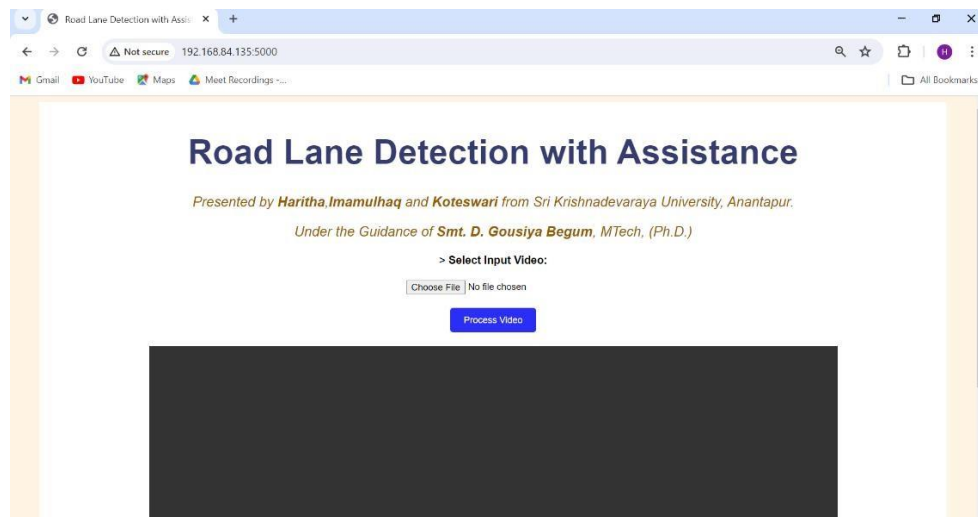 Road Lane Detection with Assis
Not secure 192.168.84.135:5000
H
Gmail YouTube Maps Meet Recordings -... All Bookmarks
Road Lane Detection with Assistance
Presented by Haritha,Imamulhaq and Koteswari from Sri Krishnadevaraya University, Anantapur.
Under the Guidance of Smt. D. Gousiya Begum, MTech, (Ph.D.)
> Select Input Video:
Choose File No file chosen
Process Video